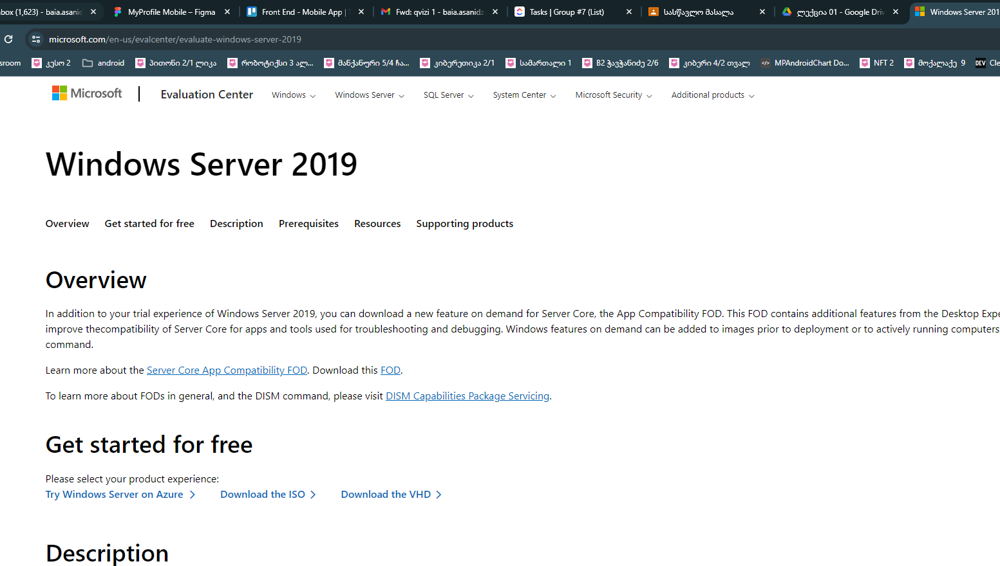 nbox (1,623) - baia.asanid
MyProfile Mobile – Figma
Front End - Mobile App | T
Fwd: qvizi 1 - baia.asanidz
Tasks | Group #7 (List)
სასწავლო მასალა
ლექცია 01 - Google Driv
Windows Server 201
microsoft.com/en-us/evalcenter/evaluate-windows-server-2019
sroom
კესო 2
android
პითონი 2/1 ლიკა
რობოტიქსი 3 ალ...
მანქანური 5/4 ჩა...
კიბერეთიკა 2/1
სამართალი 1
B2 ჭავჭანიძე 2/6
კიბერი 4/2 თვალ
MPAndroidChart Do...
NFT 2
მოქალაქე 9
DEV Cle
Microsoft
Evaluation Center
Windows
Windows Server
SQL Server
System Center
Microsoft Security
Additional products
Windows Server 2019
Overview
Get started for free
Description
Prerequisites
Resources
Supporting products
Overview
In addition to your trial experience of Windows Server 2019, you can download a new feature on demand for Server Core, the App Compatibility FOD. This FOD contains additional features from the Desktop Expe
improve thecompatibility of Server Core for apps and tools used for troubleshooting and debugging. Windows features on demand can be added to images prior to deployment or to actively running computers
command.
Learn more about the Server Core App Compatibility FOD. Download this FOD.
To learn more about FODs in general, and the DISM command, please visit DISM Capabilities Package Servicing.
Get started for free
Please select your product experience:
Try Windows Server on Azure
Download the ISO
Download the VHD
Description